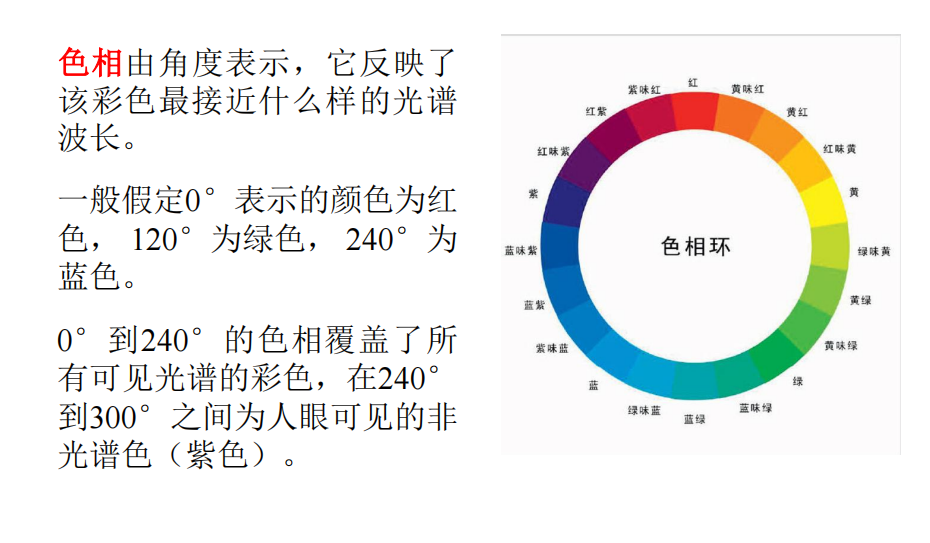 色相由角度表示，它反映了
该彩色最接近什么样的光谱
波长。
一般假定0°表示的颜色为红
色， 120°为绿色， 240°为
蓝色。
0°到240°的色相覆盖了所
有可见光谱的彩色，在240°
到300°之间为人眼可见的非
光谱色（紫色）。
红
黄味红
黄红
红味黄
黄
绿味黄
黄绿
黄味绿
绿
蓝味绿
蓝绿
绿味蓝
蓝
紫味蓝
蓝紫
蓝味紫
紫
红味紫
红紫
紫味红
色相环